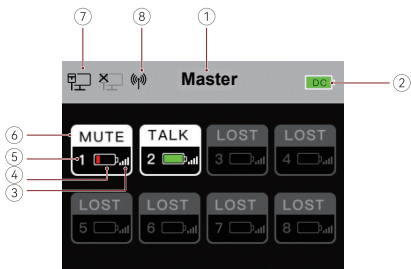 ⑦ ⑧ ①
Master DC ②
⑥ MUTE TALK LOST LOST
⑤ 1 2 3 4
④
③
LOST LOST LOST LOST
5 6 7 8